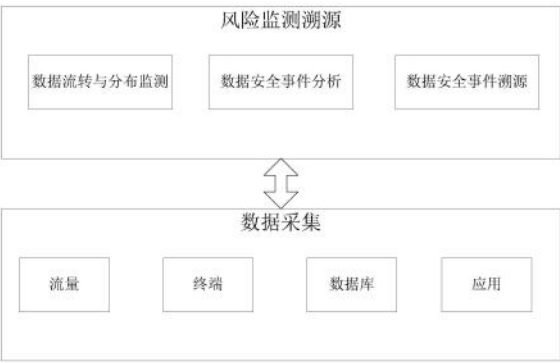 风险监测溯源
数据流转与分布监测
数据安全事件分析
数据安全事件溯源
数据采集
流量
终端
数据库
应用